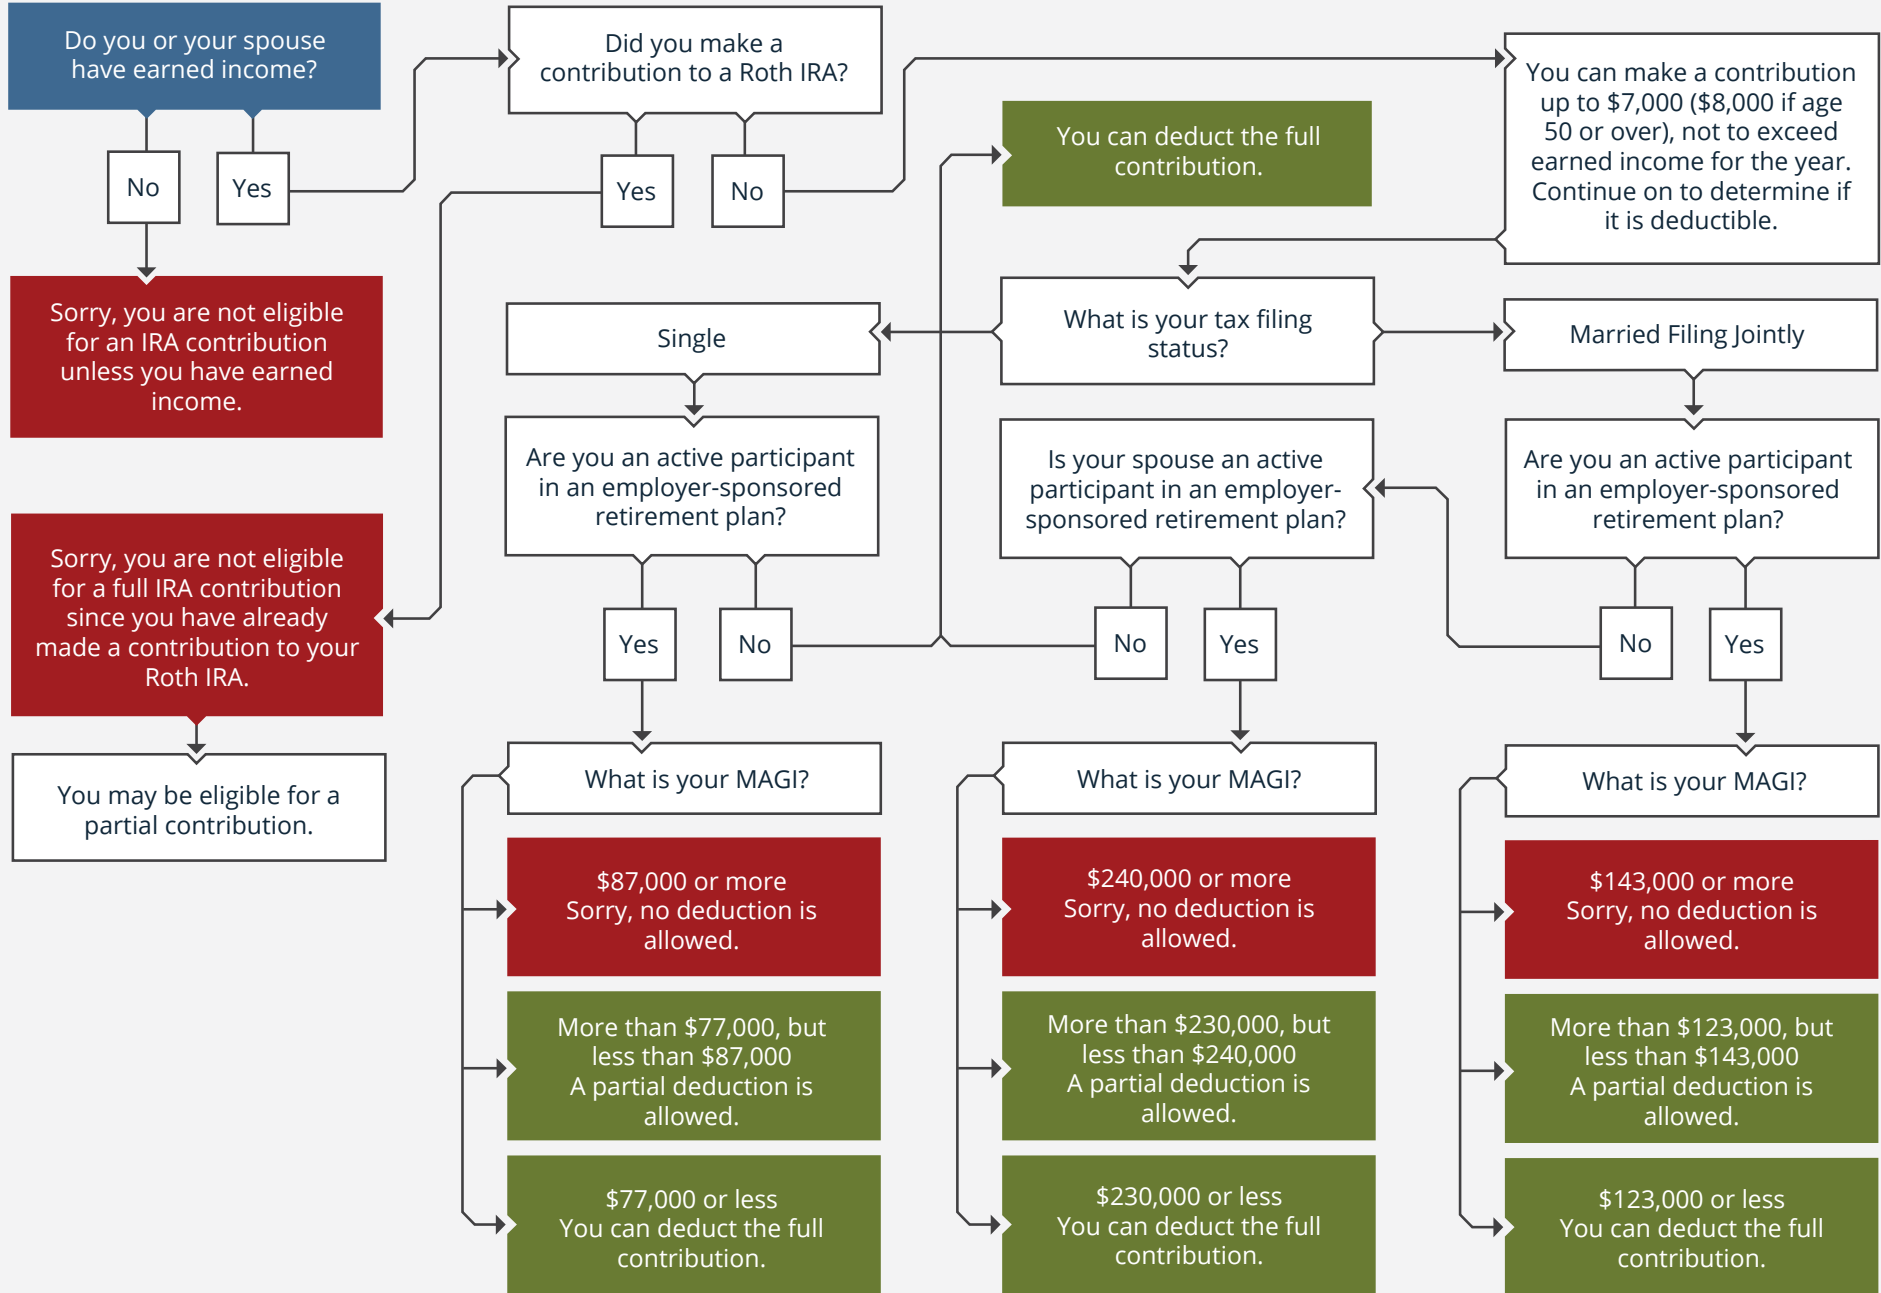 Do you or your spouse
have earned income?
No
Yes
Sorry, you are not eligible
for an IRA contribution
unless you have earned
income.
Did you make a
contribution to a Roth IRA?
Yes
No
Sorry, you are not eligible
for a full IRA contribution
since you have already
made a contribution to your
Roth IRA.
You may be eligible for a
partial contribution.
You can make a contribution
up to $7,000 ($8,000 if age
50 or over), not to exceed
earned income for the year.
Continue on to determine if
it is deductible.
You can deduct the full
contribution.
What is your tax filing
status?
Single
Married Filing Jointly
Are you an active participant
in an employer-sponsored
retirement plan?
Yes
No
Is your spouse an active
participant in an employer-
sponsored retirement plan?
No
Yes
Are you an active participant
in an employer-sponsored
retirement plan?
No
Yes
What is your MAGI?
$87,000 or more
Sorry, no deduction is
allowed.
More than $77,000, but
less than $87,000
A partial deduction is
allowed.
$77,000 or less
You can deduct the full
contribution.
What is your MAGI?
$240,000 or more
Sorry, no deduction is
allowed.
More than $230,000, but
less than $240,000
A partial deduction is
allowed.
$230,000 or less
You can deduct the full
contribution.
What is your MAGI?
$143,000 or more
Sorry, no deduction is
allowed.
More than $123,000, but
less than $143,000
A partial deduction is
allowed.
$123,000 or less
You can deduct the full
contribution.